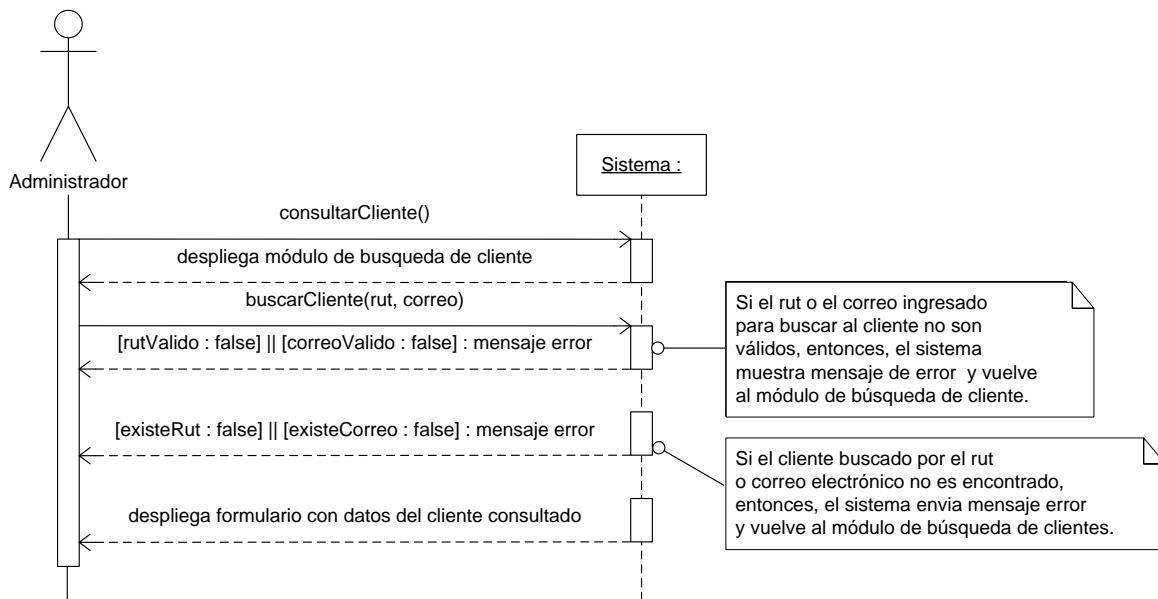 Administrador
Sistema :
consultarCliente()
despliega módulo de busqueda de cliente
buscarCliente(rut, correo)
[rutValido : false] || [correoValido : false] : mensaje error
Si el rut o el correo ingresado
para buscar al cliente no son
válidos, entonces, el sistema
muestra mensaje de error y vuelve
al módulo de búsqueda de cliente.
[existeRut : false] || [existeCorreo : false] : mensaje error
Si el cliente buscado por el rut
o correo electrónico no es encontrado,
entonces, el sistema envia mensaje error
y vuelve al módulo de búsqueda de clientes.
despliega formulario con datos del cliente consultado